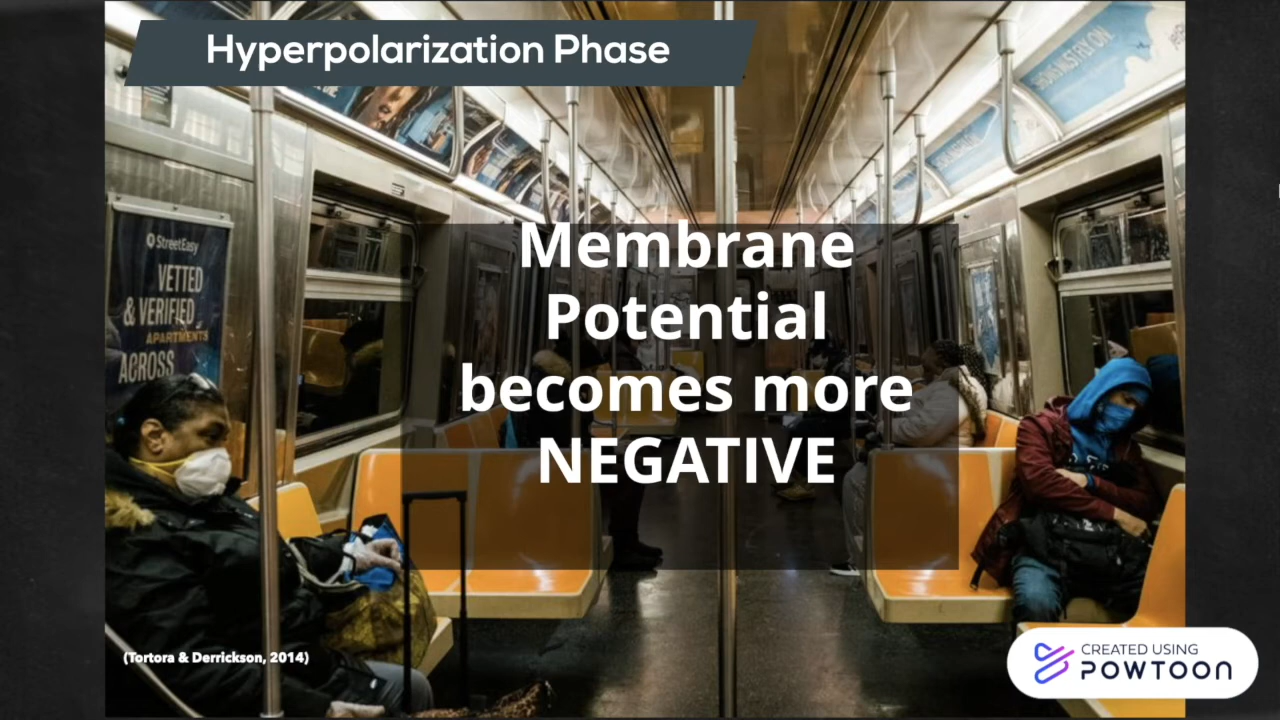 Hyperpolarization Phase
StreetEasy
VETTED
& VERIFIED
APARTMENTS
ACROSS
Membrane
Potential
becomes more
NEGATIVE
(Tortora & Derrickson, 2014)
CREATED USING
POWTOON